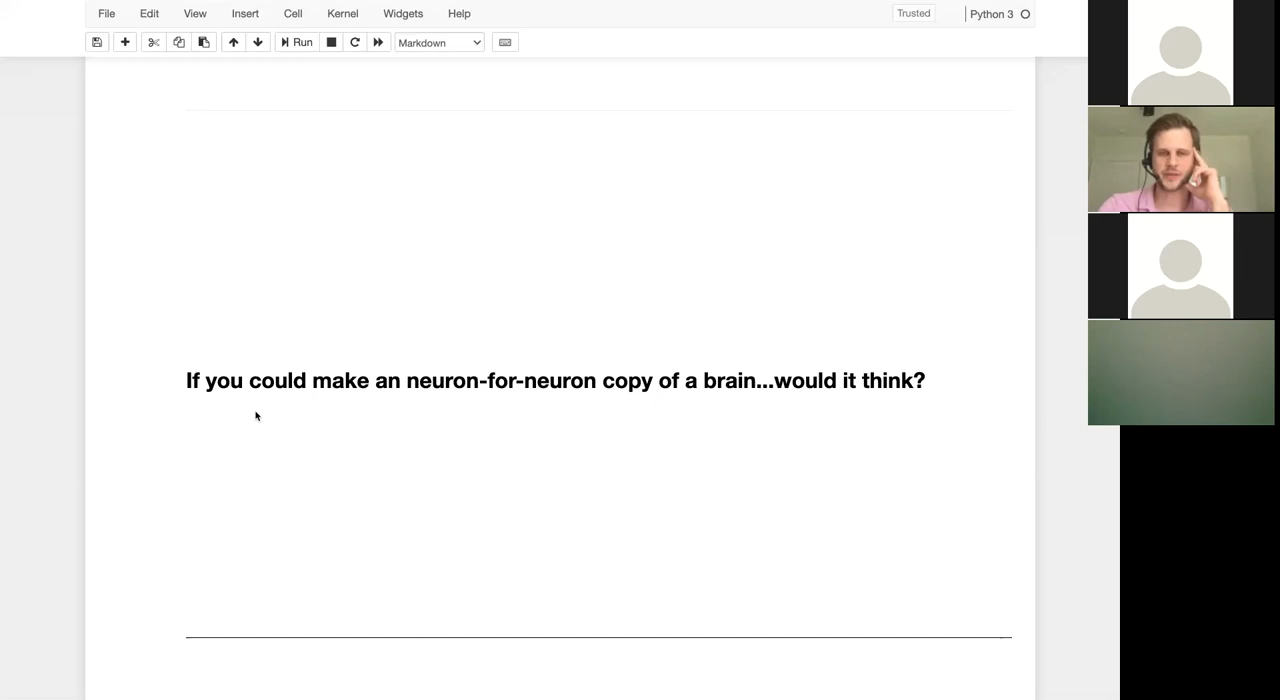 File Edit View Insert Cell Kernel Widgets Help Trusted Python 3
Run Markdown
If you could make an neuron-for-neuron copy of a brain...would it think?